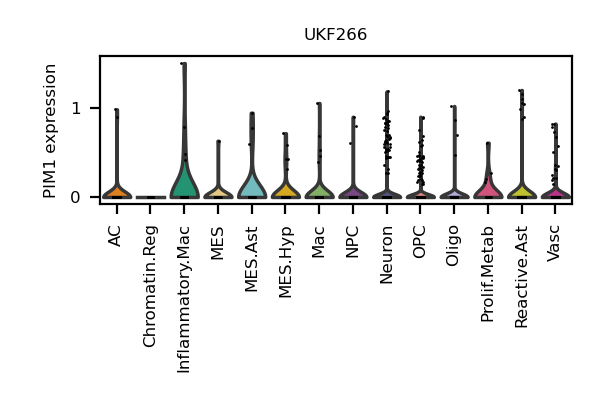 UKF266
PIM1 expression
1
0
AC
Chromatin.Reg
Inflammatory.Mac
MES
MES.Ast
MES.Hyp
Mac
NPC
Neuron
OPC
Oligo
Prolif.Metab
Reactive.Ast
Vasc